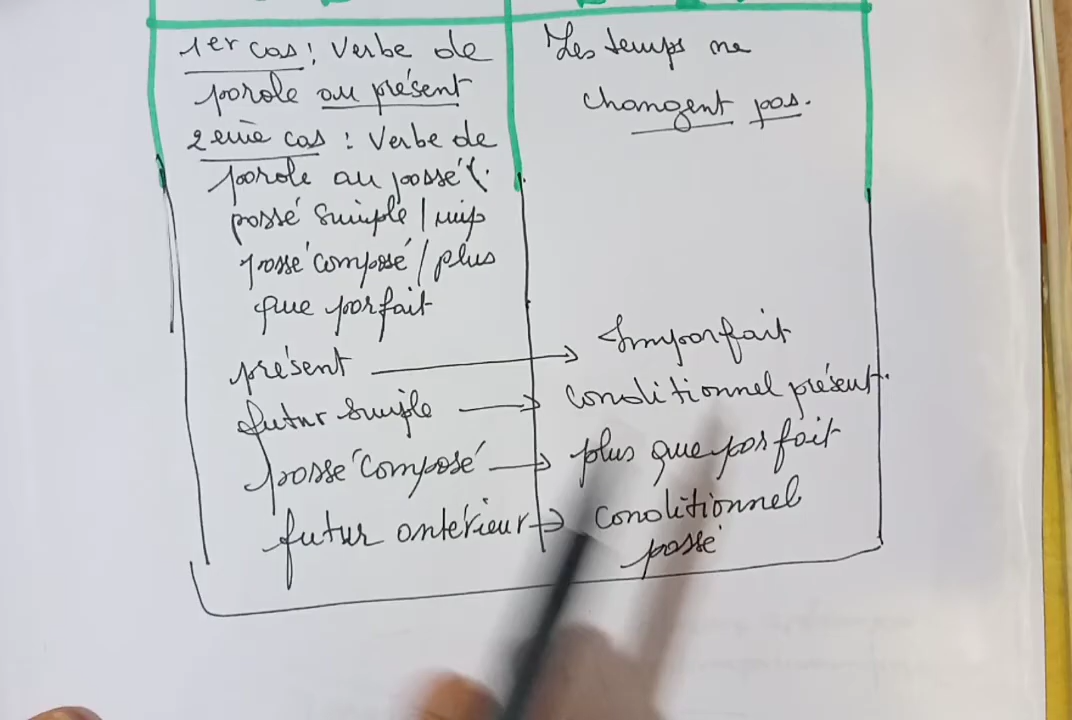 1er cas : Verbe de
parole au présent
2ème cas : Verbe de
parole au passé (.
passé simple / imp
passé composé / plus
que parfait
présent → Imparfait
futur simple → conditionnel présent.
passé composé → plus que parfait
futur antérieur → conditionnel
passé
Les temps ne
changent pas.